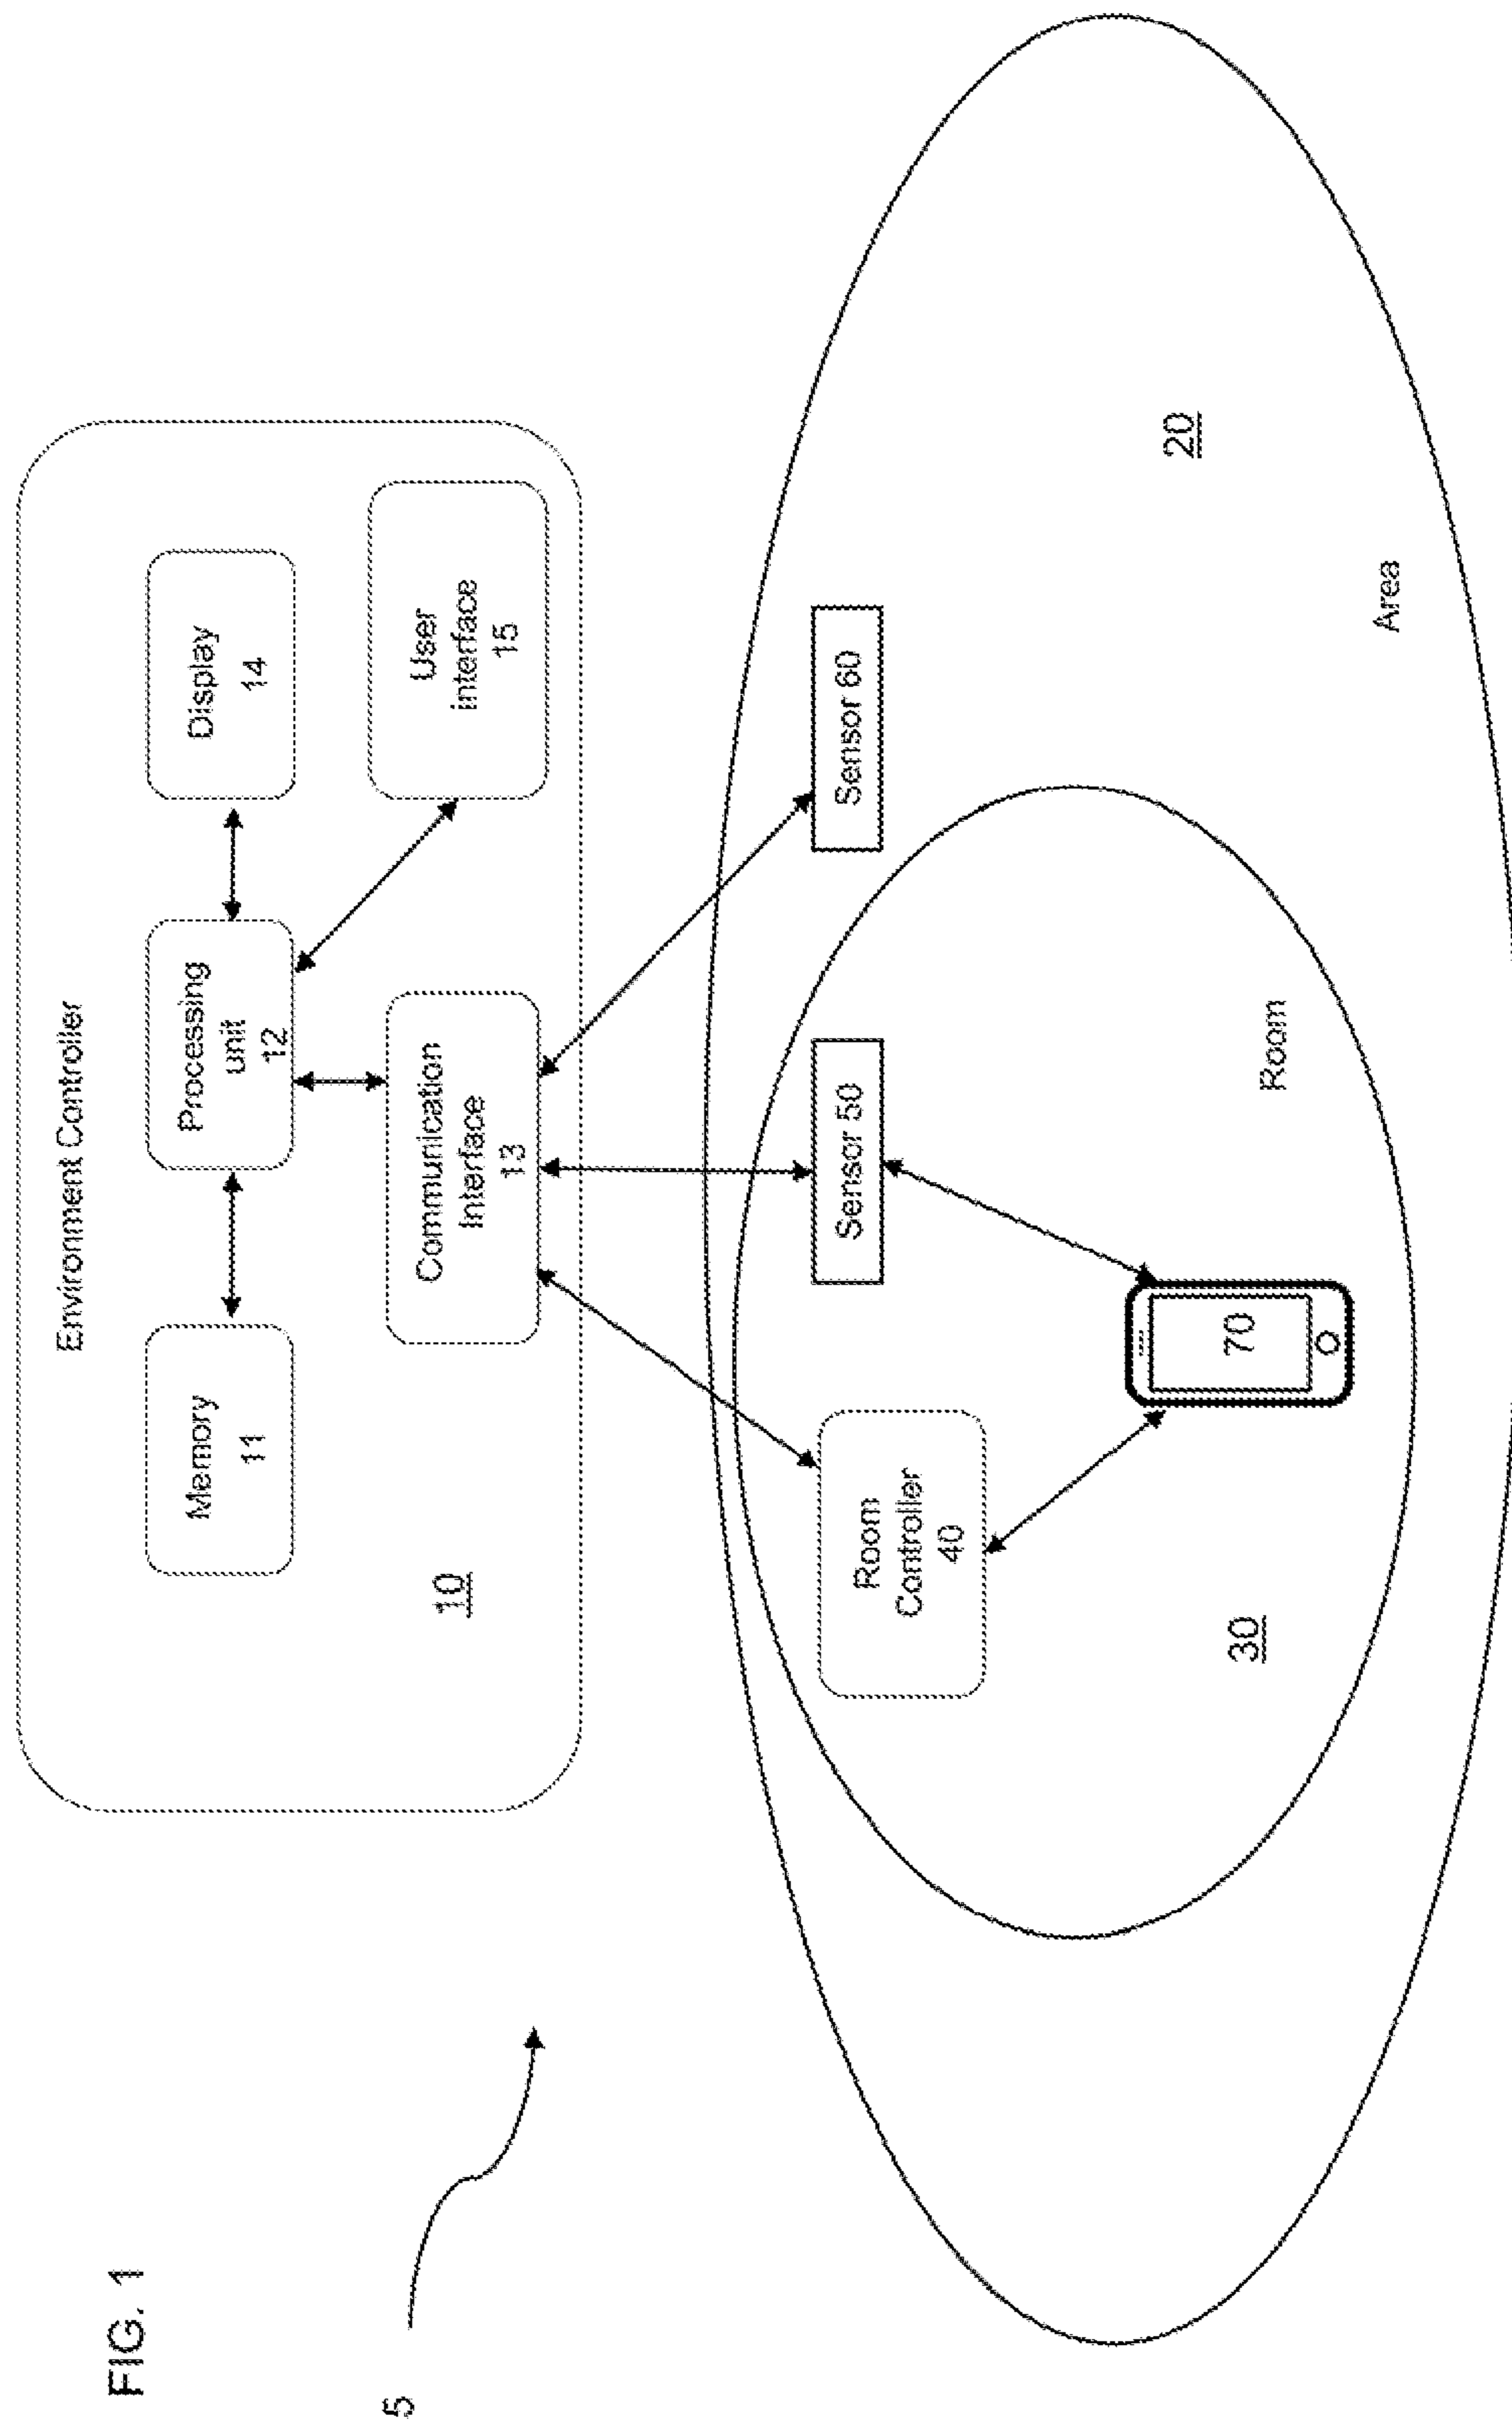 FIG. 1
5
Environment Controller
Memory
11
Processing
unit
12
Display
14
Communication
Interface
13
User
interface
15
10
Room
Controller
40
Sensor 50
Sensor 60
70
30
Room
20
Area